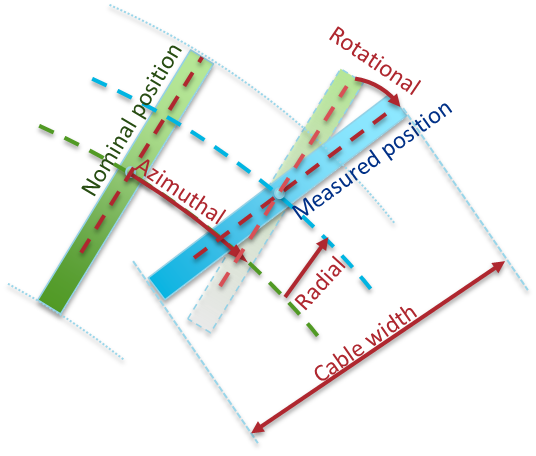 Rotational
Nominal position
Measured position
Azimuthal
Radial
Cable width